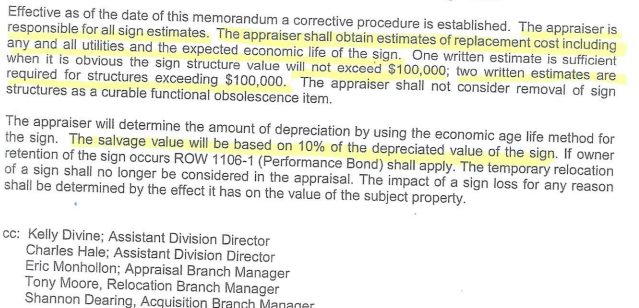 Effective as of the date of this memorandum a corrective procedure is established. The appraiser is
responsible for all sign estimates. The appraiser shall obtain estimates of replacement cost including
any and all utilities and the expected economic life of the sign. One written estimate is sufficient
when it is obvious the sign structure value will not exceed $100,000; two written estimates are
required for structures exceeding $100,000. The appraiser shall not consider removal of sign
structures as a curable functional obsolescence item.
The appraiser will determine the amount of depreciation by using the economic age life method for
the sign. The salvage value will be based on 10% of the depreciated value of the sign. If owner
retention of the sign occurs ROW 1106-1 (Performance Bond) shall apply. The temporary relocation
of a sign shall no longer be considered in the appraisal. The impact of a sign loss for any reason
shall be determined by the effect it has on the value of the subject property.
cc: Kelly Divine; Assistant Division Director
Charles Hale; Assistant Division Director
Eric Monhollon; Appraisal Branch Manager
Tony Moore, Relocation Branch Manager
Shannon Dearing, Acquisition Branch Manager